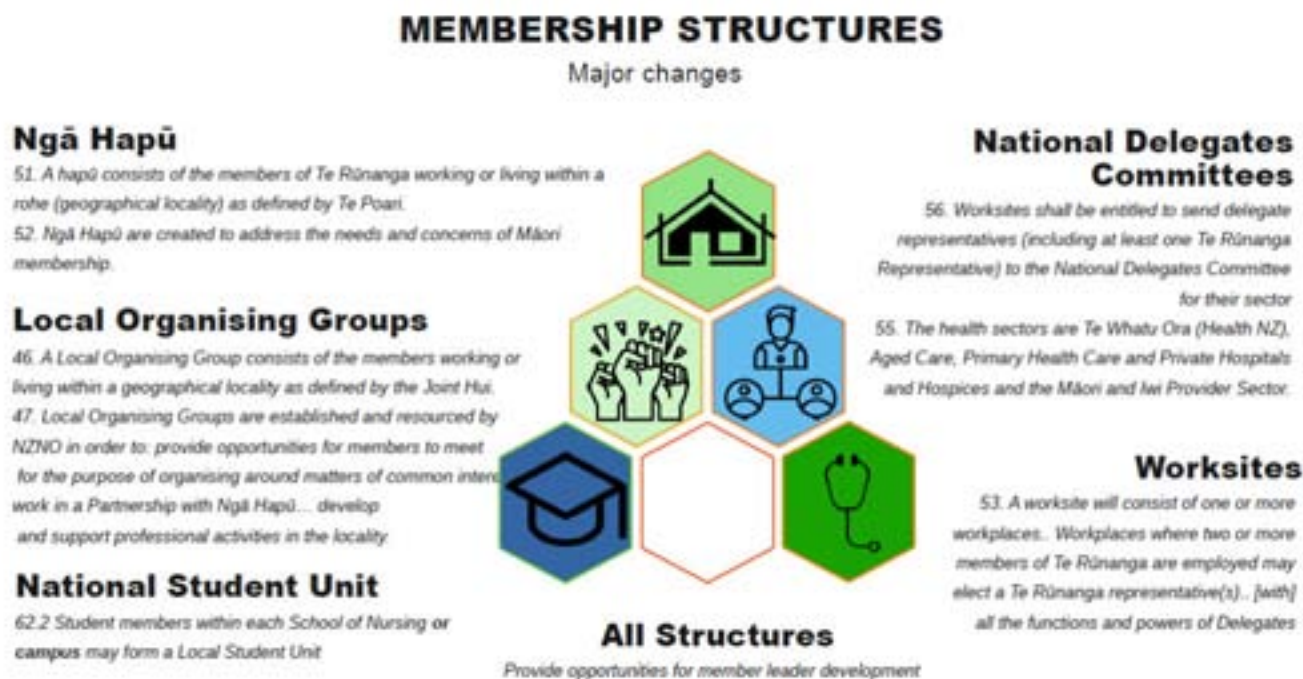 MEMBERSHIP STRUCTURES
Major changes
Ngā Hapū
51. A hapū consists of the members of Te Rūnanga working or living within a
rohe (geographical locality) as defined by Te Poari.
52. Ngā Hapū are created to address the needs and concerns of Māori
membership.
Local Organising Groups
46. A Local Organising Group consists of the members working or
living within a geographical locality as defined by the Joint Hui.
47. Local Organising Groups are established and resourced by
NZNO in order to: provide opportunities for members to meet
for the purpose of organising around matters of common
work in a Partnership with Ngā Hapū... develop
and support professional activities in the locality
National Student Unit
62.2 Student members within each School of Nursing or
campus may form a Local Student Unit
National Delegates
Committees
56. Worksites shall be entitled to send delegate
representatives (including at least one Te Rūnanga
Representative) to the National Delegates Committee
for their sector
55. The health sectors are Te Whatu Ora (Health NZ),
Aged Care, Primary Health Care and Private Hospitals
and Hospices and the Māori and Iwi Provider Sector.
Worksites
53. A worksite will consist of one or more
workplaces.. Workplaces where two or more
members of Te Rūnanga are employed may
elect a Te Rūnanga representative(s).. [with]
all the functions and powers of Delegates
All Structures
Provide opportunities for member leader development